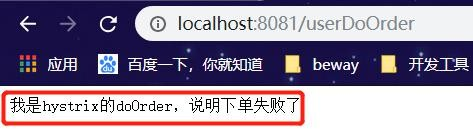 localhost:8081/userDoOrder
应用 百度一下，你就知道 beway 开发工具
我是hystrix的doOrder，说明下单失败了